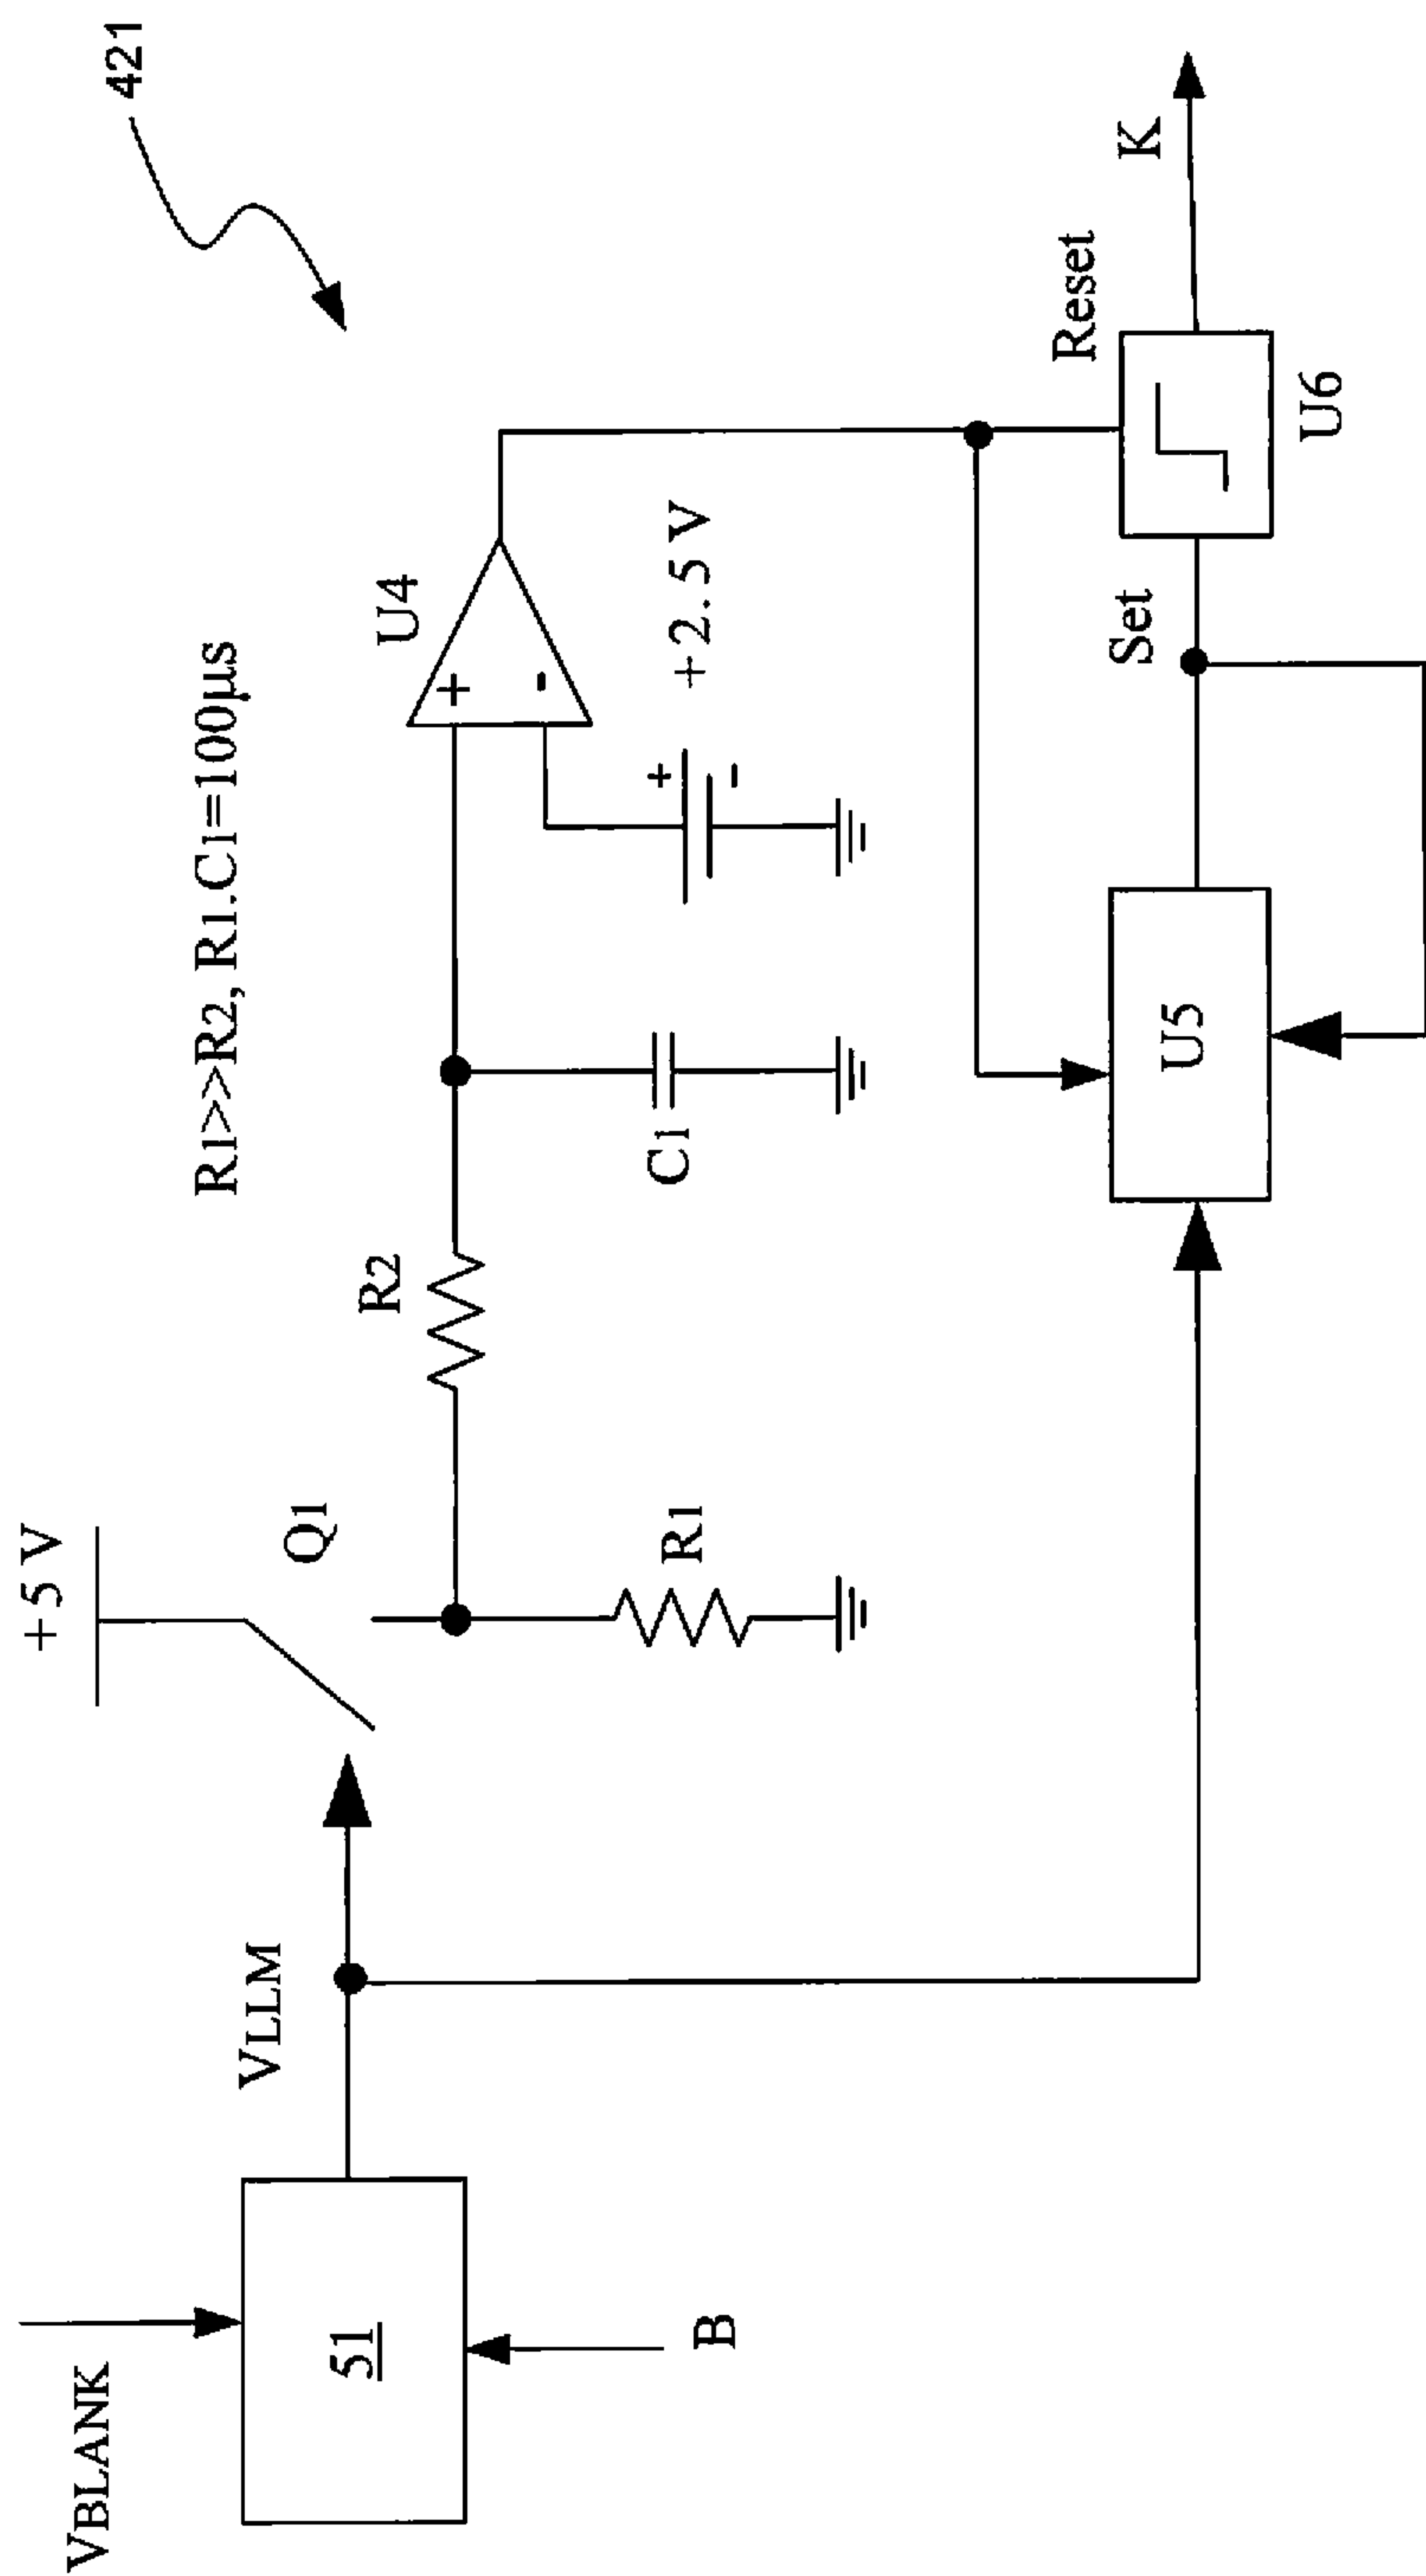 421
R1>>R2, R1.C1=100μs
+5 V
Q1
VBLANK
VLLM
51
B
R2
R1
C1
U4
+
-
+
-
+2.5 V
U5
Set
Reset
U6
K